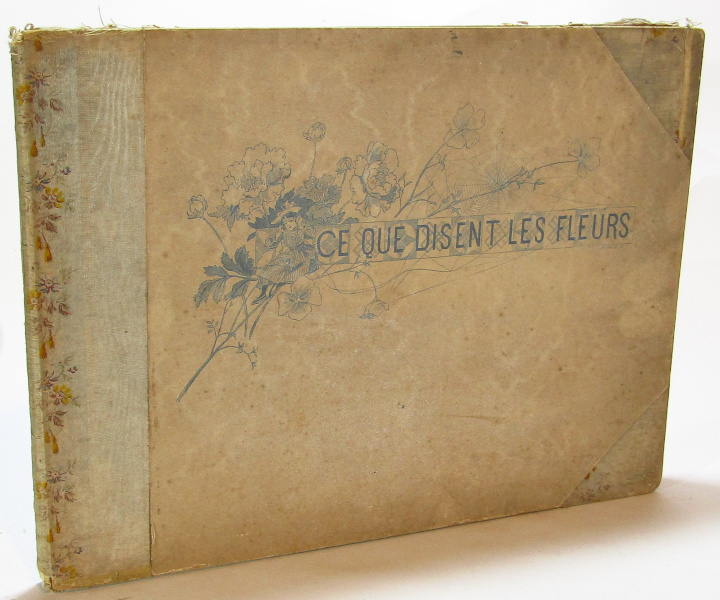 CE QUE DISENT LES FLEURS